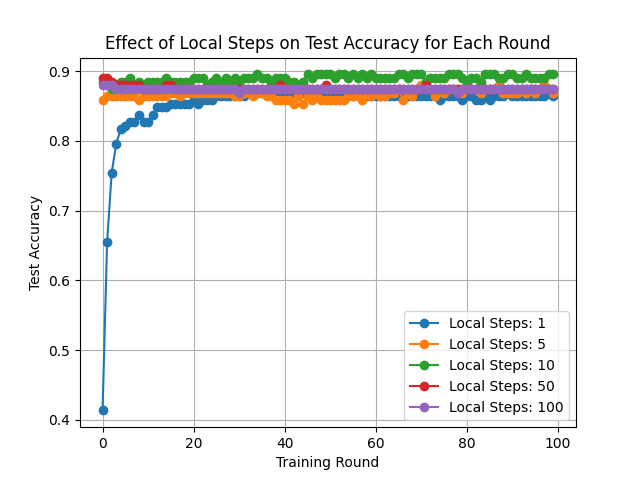 Effect of Local Steps on Test Accuracy for Each Round
0.9
0.8
0.7
0.6
0.5
0.4
Test Accuracy
0 20 40 60 80 100
Training Round
Local Steps: 1
Local Steps: 5
Local Steps: 10
Local Steps: 50
Local Steps: 100